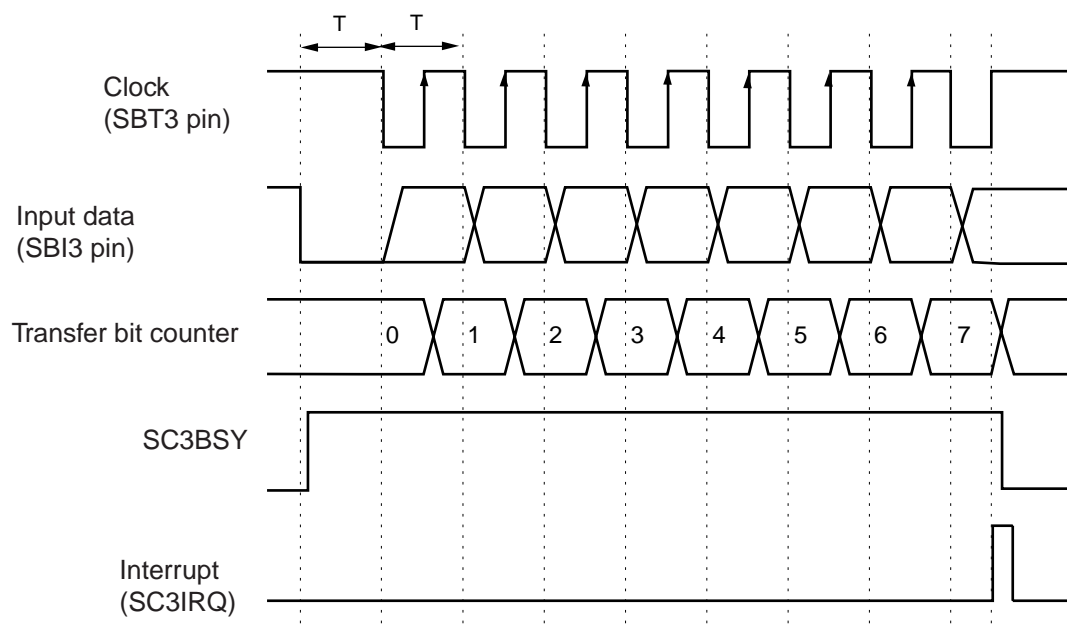 T T
Clock
(SBT3 pin)
Input data
(SBI3 pin)
Transfer bit counter 0 1 2 3 4 5 6 7
SC3BSY
Interrupt
(SC3IRQ)